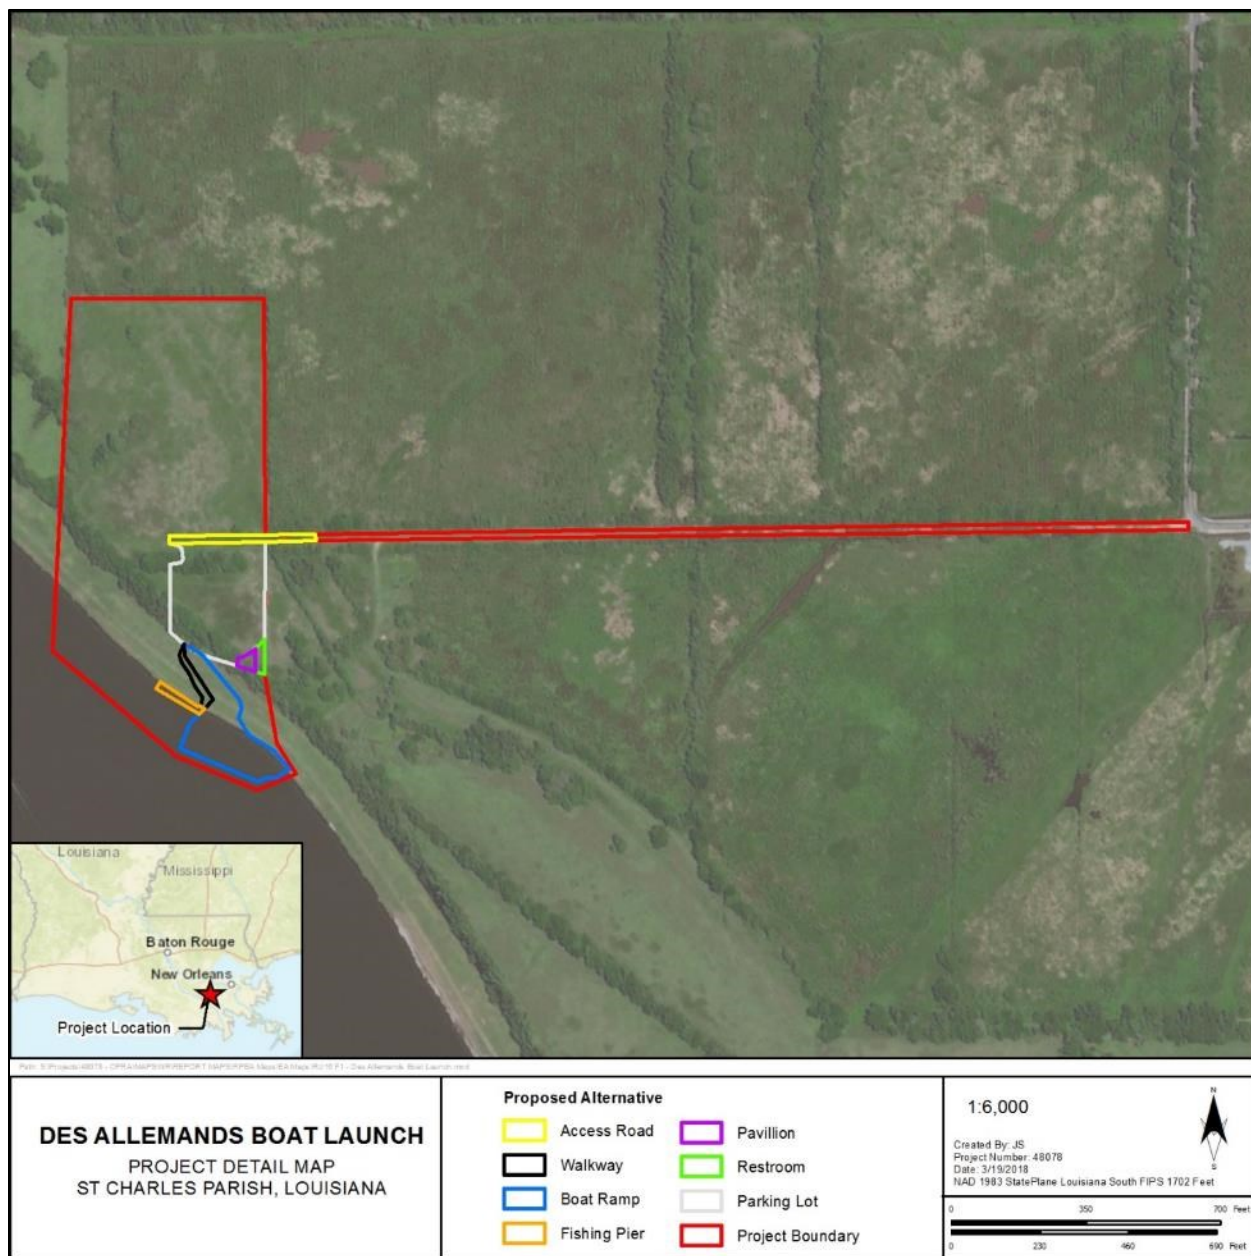 Louisiana
Mississippi
Baton Rouge
New Orleans
Project Location
DES ALLEMANDS BOAT LAUNCH
PROJECT DETAIL MAP
ST CHARLES PARISH, LOUISIANA
Proposed Alternative
Access Road
Walkway
Boat Ramp
Fishing Pier
Pavillion
Restroom
Parking Lot
Project Boundary
1:6,000
N
S
Created By: JS
Project Number: 48078
Date: 3/19/2018
NAD 1983 StatePlane Louisiana South FIPS 1702 Feet
0 350 700 Feet
0 230 460 690 Feet